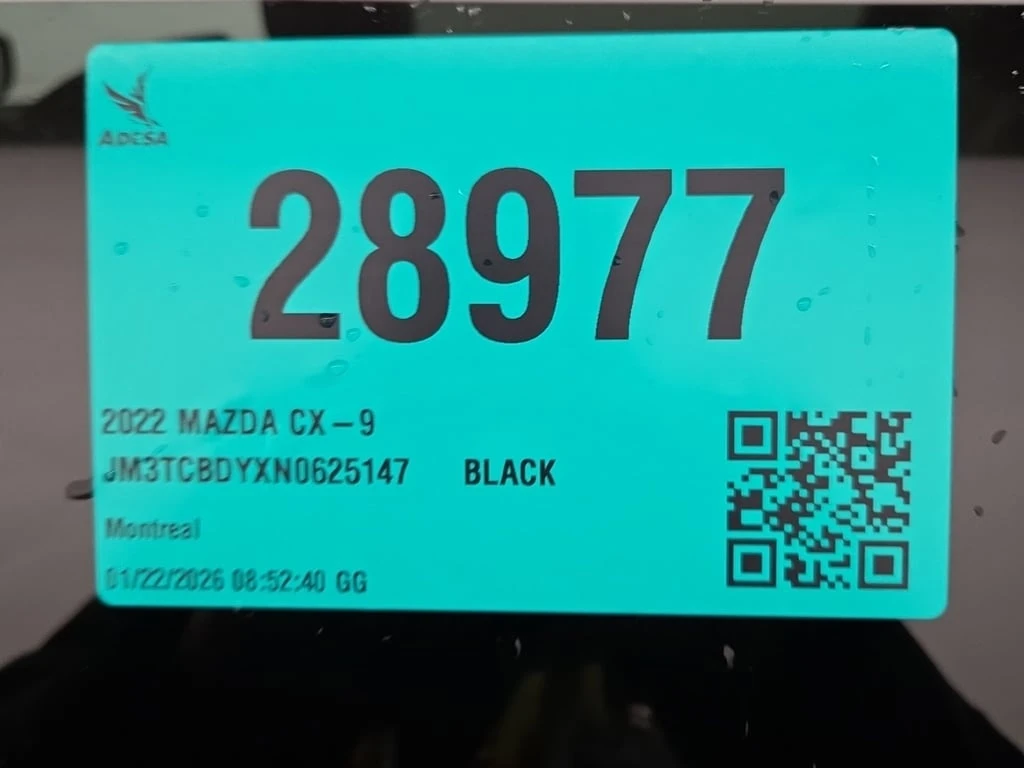 ADESA
28977
2022 MAZDA CX-9
JM3TCBDYXN0625147 BLACK
Montreal
01/22/2026 08:52:40 GG